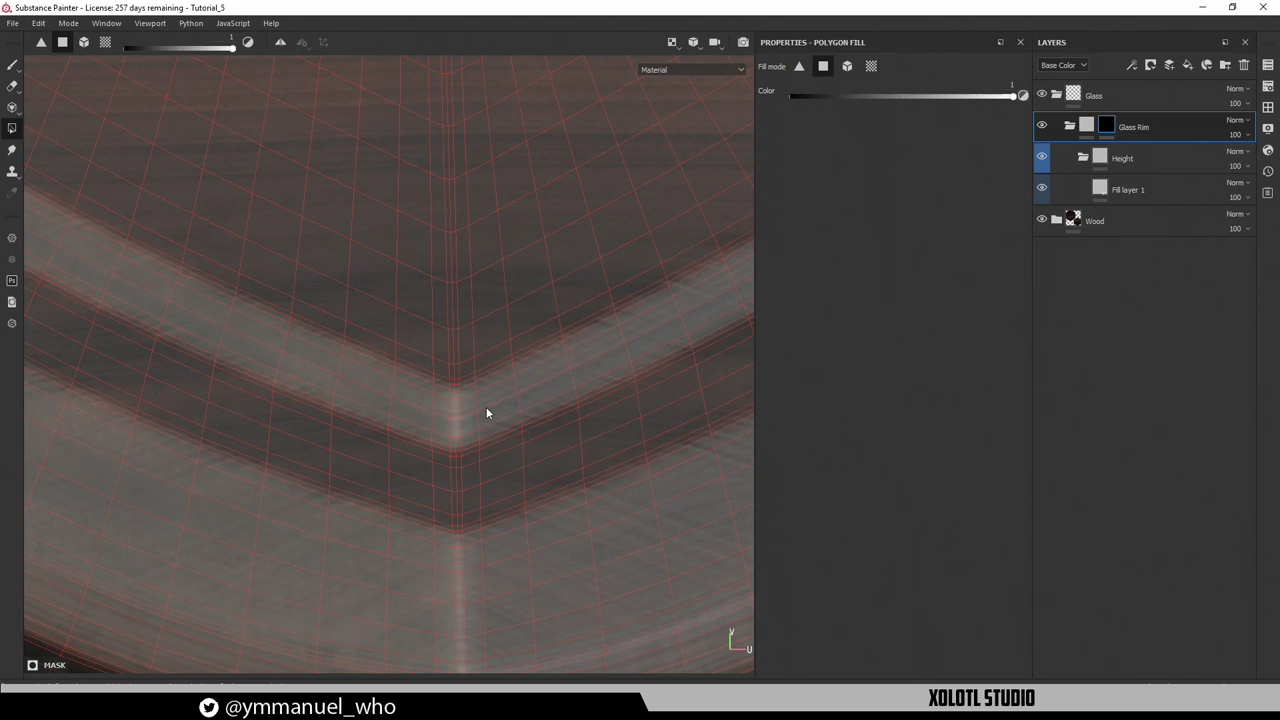 Substance Painter - License: 257 days remaining - Tutorial_5
File Edit Mode Window Viewport Python JavaScript Help
1
Material
PROPERTIES - POLYGON FILL
Fill mode
Color
1
LAYERS
Base Color
Glass
Norm
100
Glass Rim
Norm
100
Height
Norm
100
Fill layer 1
Norm
100
Wood
Norm
100
Ps
V
U
MASK
@ymmanuel_who
XOLOTL STUDIO